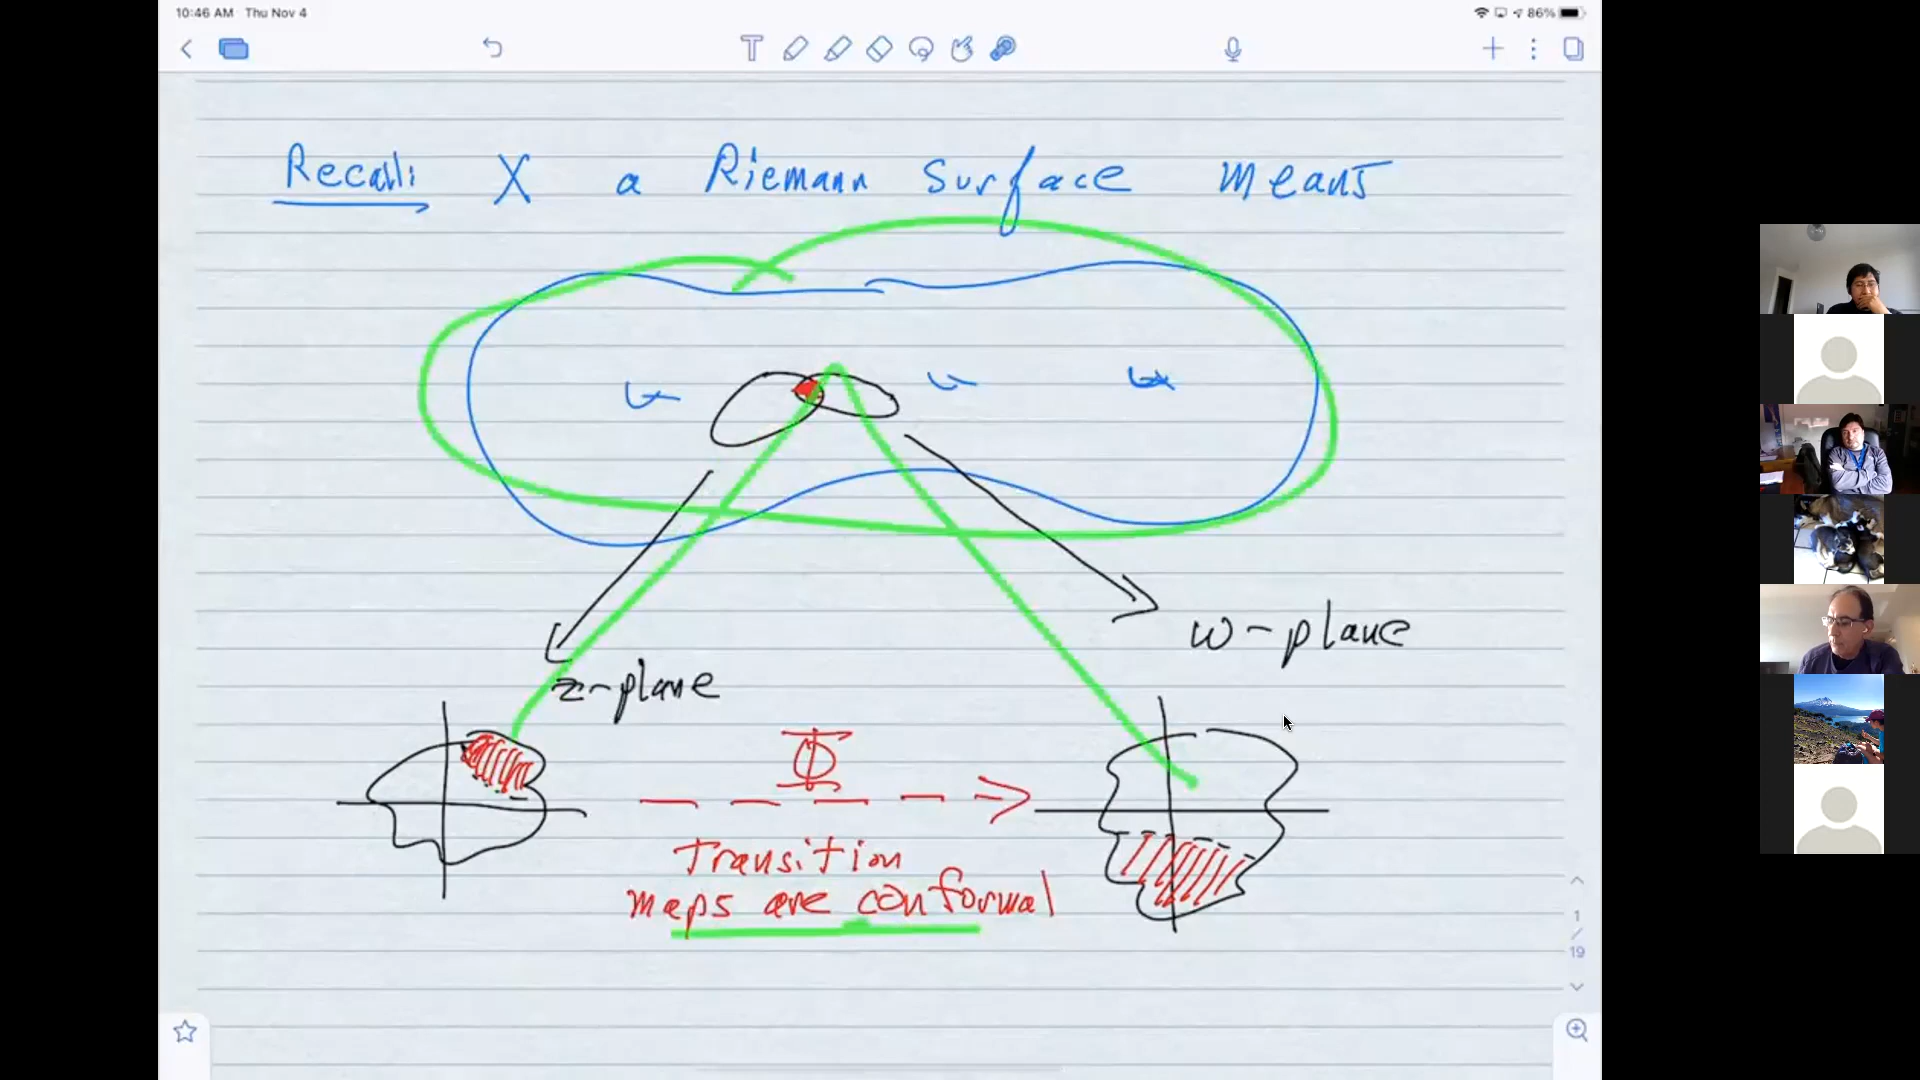 10:46 AM Thu Nov 4
86%
T
Recall: X a Riemann surface means
w-plane
z-plane
Φ
Transition
maps are conformal
1
/
19